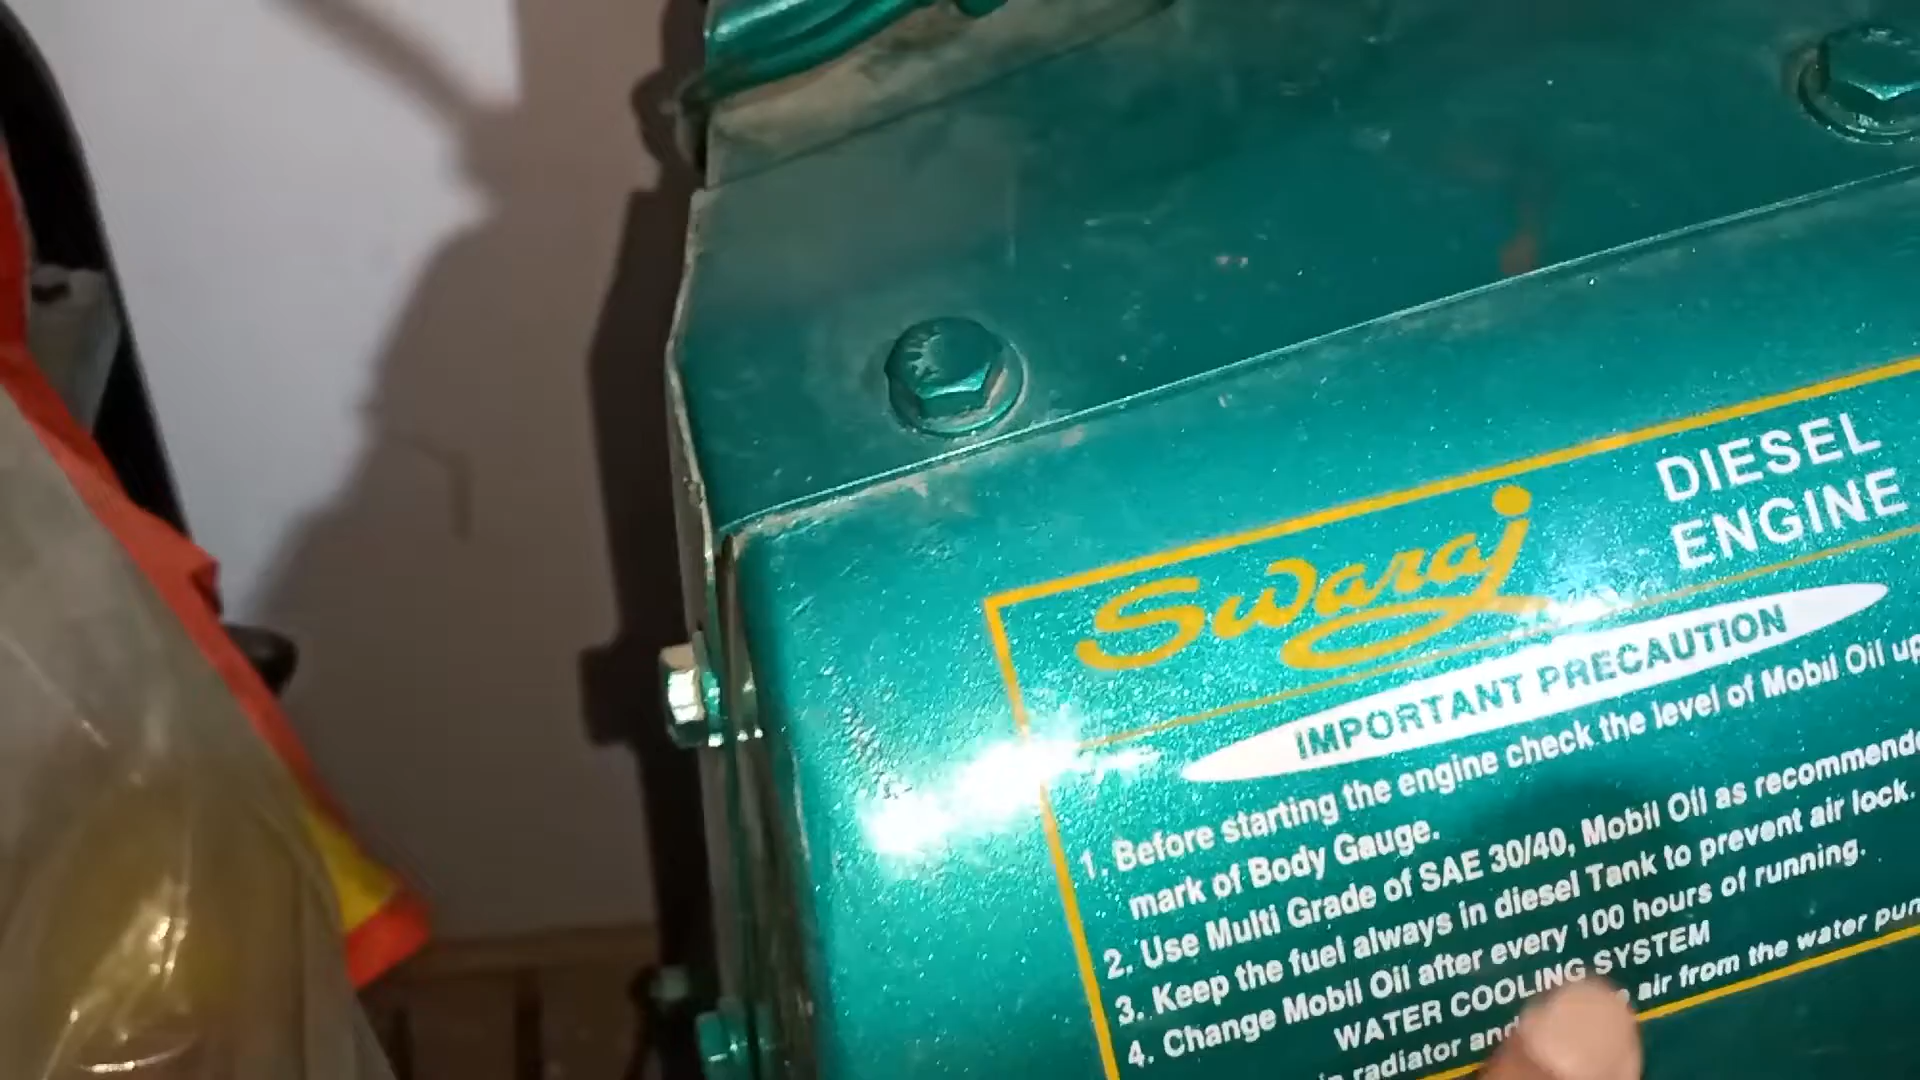 Swaraj
DIESEL
ENGINE
IMPORTANT PRECAUTION
1. Before starting the engine check the level of Mobil Oil up
mark of Body Gauge.
2. Use Multi Grade of SAE 30/40, Mobil Oil as
3. Keep the fuel always in diesel Tank to prevent air lock.
4. Change Mobil Oil after every 100 hours of running.
WATER COOLING SYSTEM
radiator and air from the water